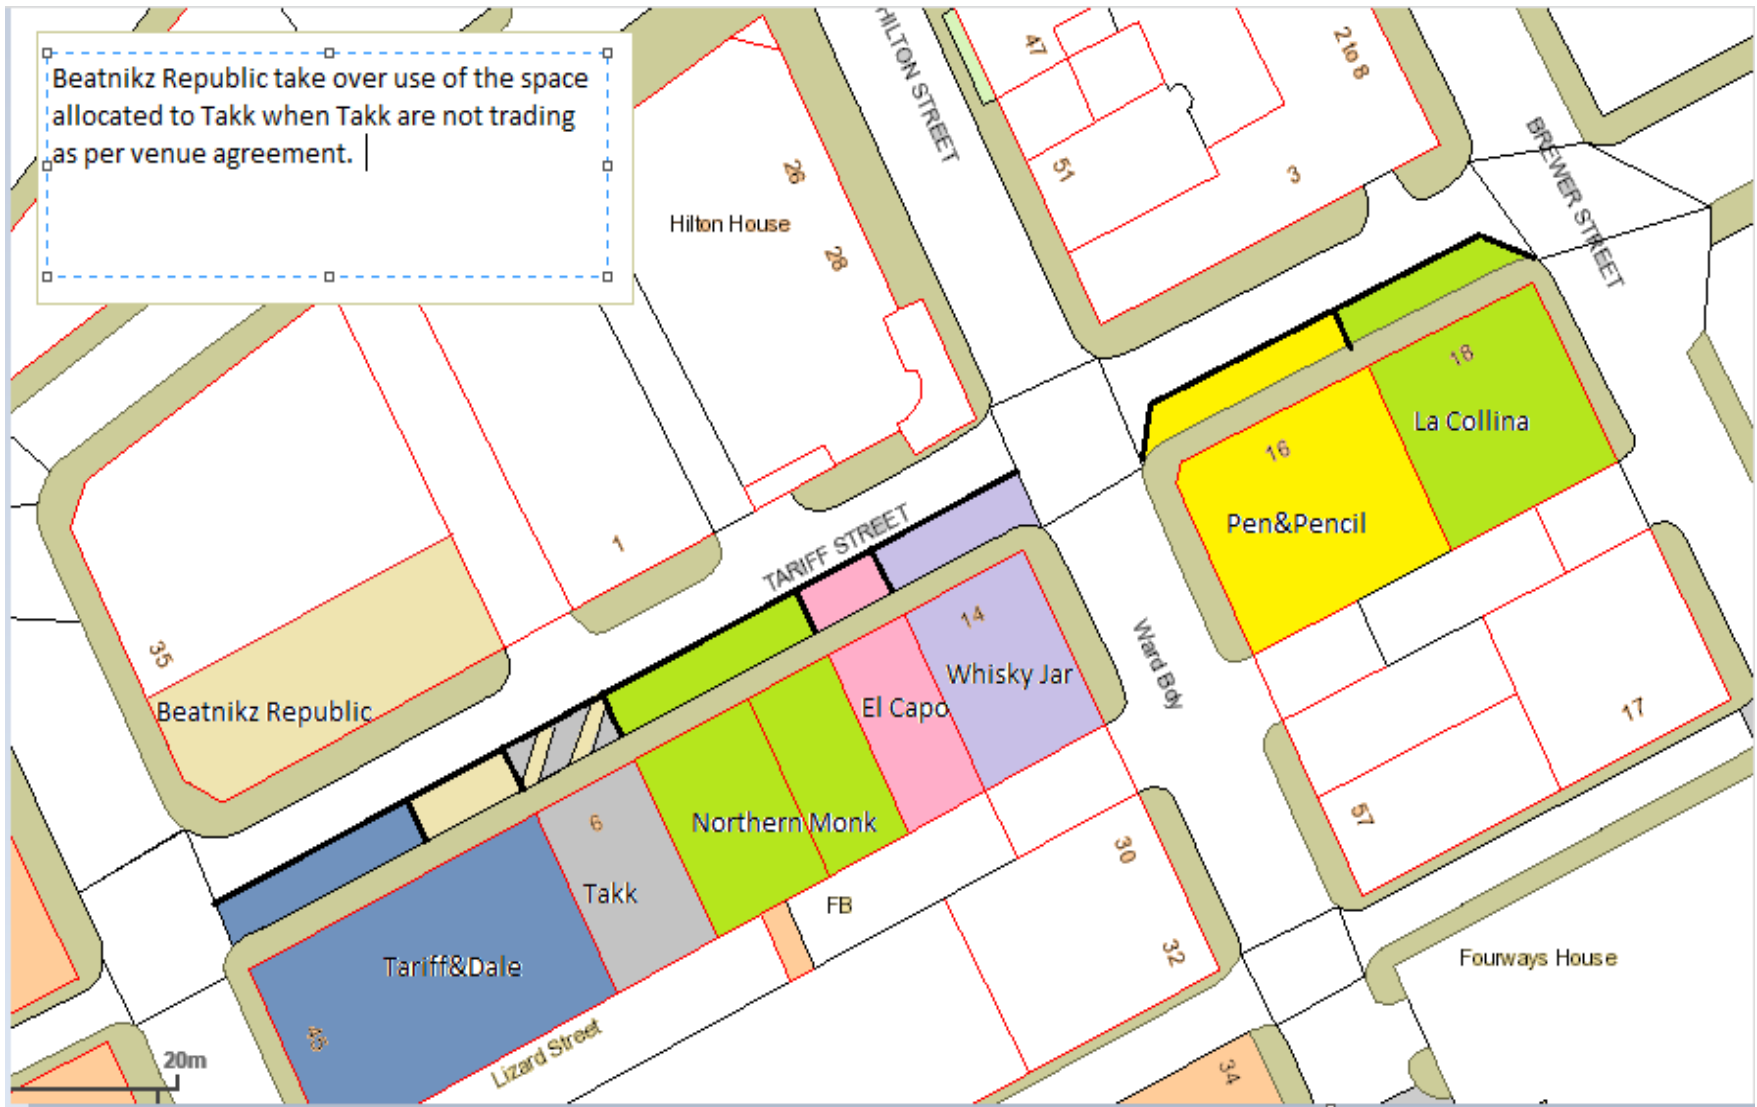 Beatnikz Republic take over use of the space
allocated to Takk when Takk are not trading
as per venue agreement.
HILTON STREET
47
2 to 8
BREWER STREET
26
51
3
Hilton House
28
18
La Collina
16
Pen&Pencil
1
TARIFF STREET
14
35
Whisky Jar
Ward Bdy
El Capo
Beatnikz Republic
17
6
Northern Monk
57
30
Takk
FB
32
Fourways House
Tariff&Dale
Lizard Street
20m
34